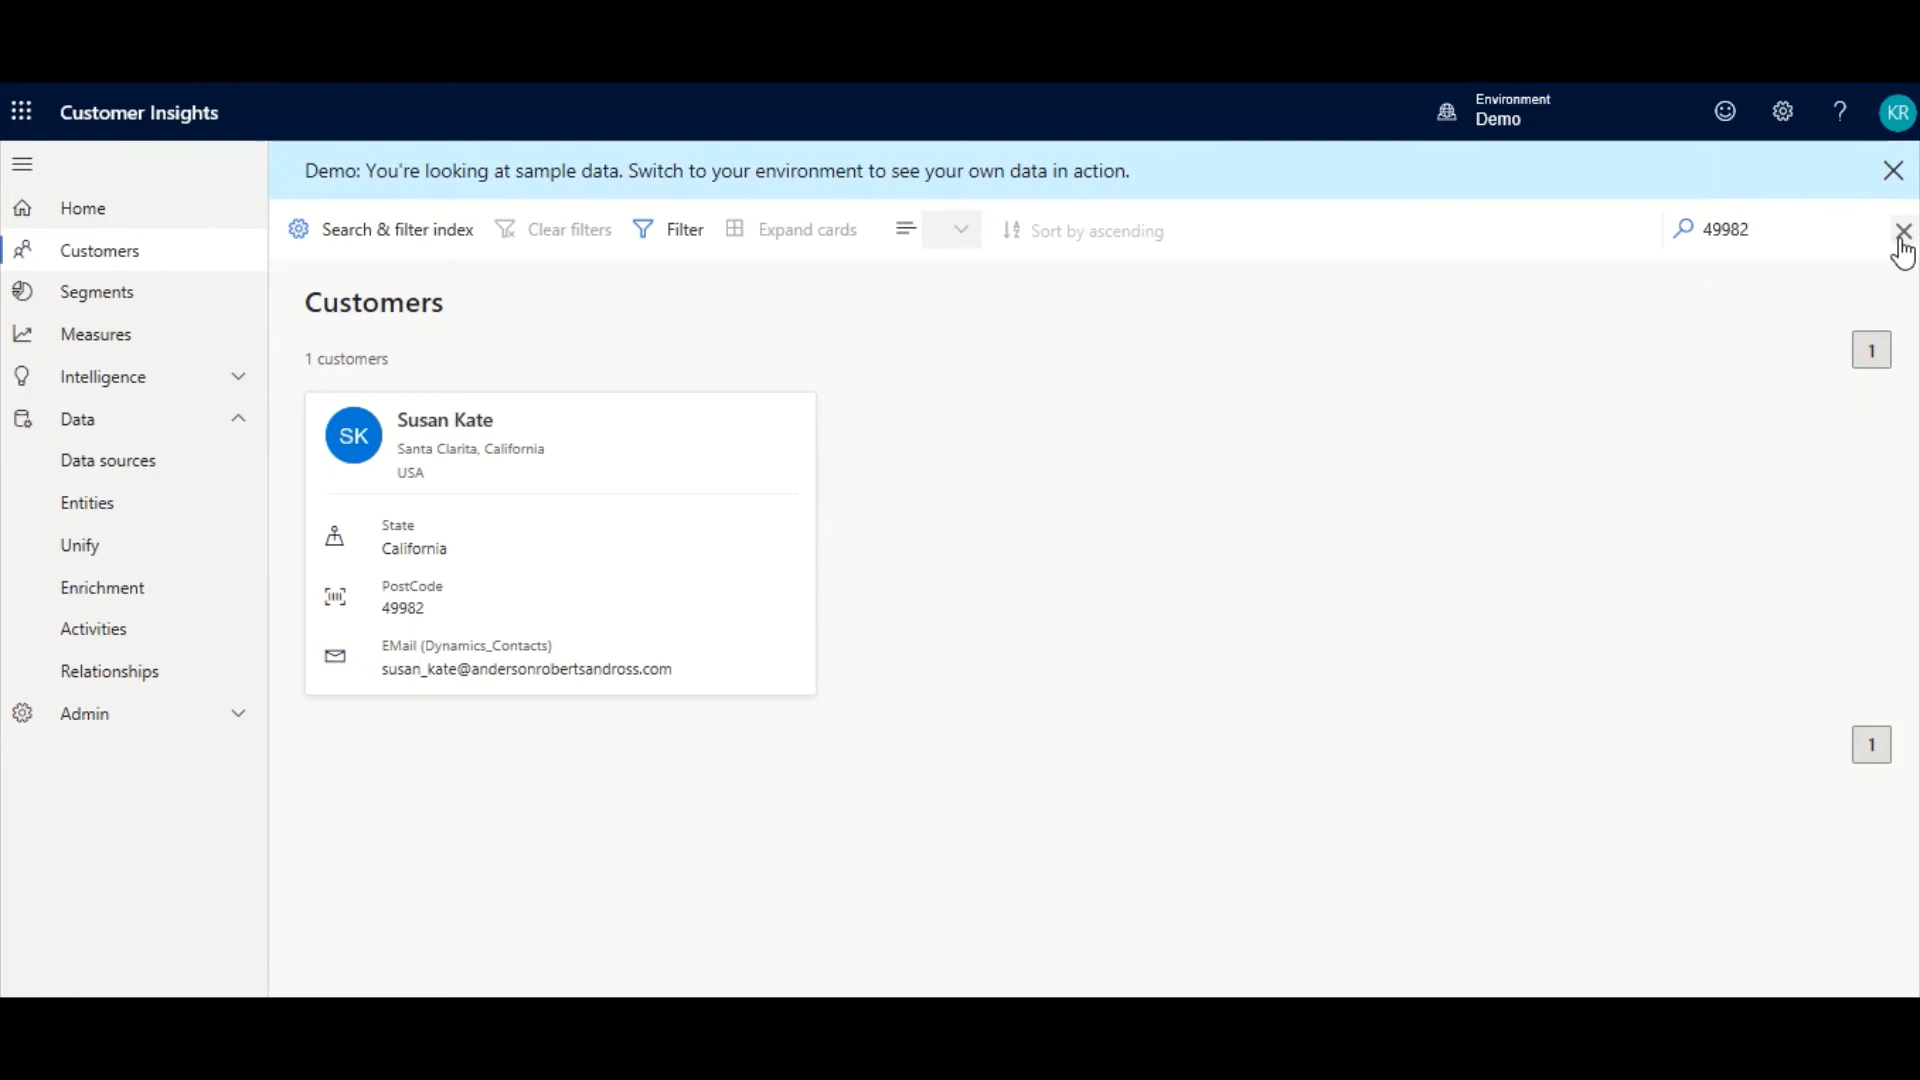 Customer Insights
Environment
Demo
KR
Demo: You're looking at sample data. Switch to your environment to see your own data in action.
Home
Customers
Segments
Measures
Intelligence
Data
Data sources
Entities
Unify
Enrichment
Activities
Relationships
Admin
Search & filter index
Clear filters
Filter
Expand cards
Sort by ascending
49982
Customers
1 customers
1
SK
Susan Kate
Santa Clarita, California
USA
State
California
PostCode
49982
EMail (Dynamics_Contacts)
susan_kate@andersonrobertsandross.com
1